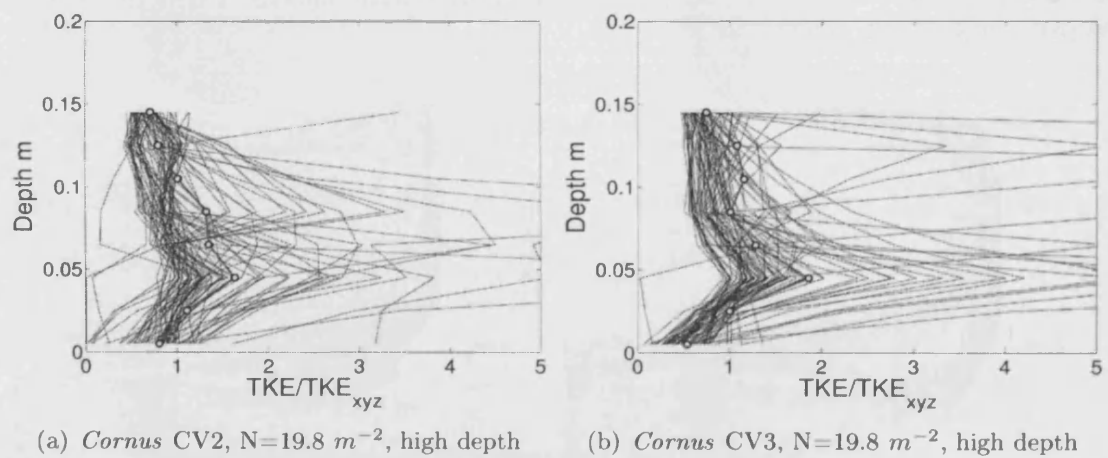 0.2
0.15
0.1
0.05
0
Depth m
0 1 2 3 4 5
TKE/TKE_xyz
(a) Cornus CV2, N=19.8 m⁻², high depth
0.2
0.15
0.1
0.05
0
Depth m
0 1 2 3 4 5
TKE/TKE_xyz
(b) Cornus CV3, N=19.8 m⁻², high depth